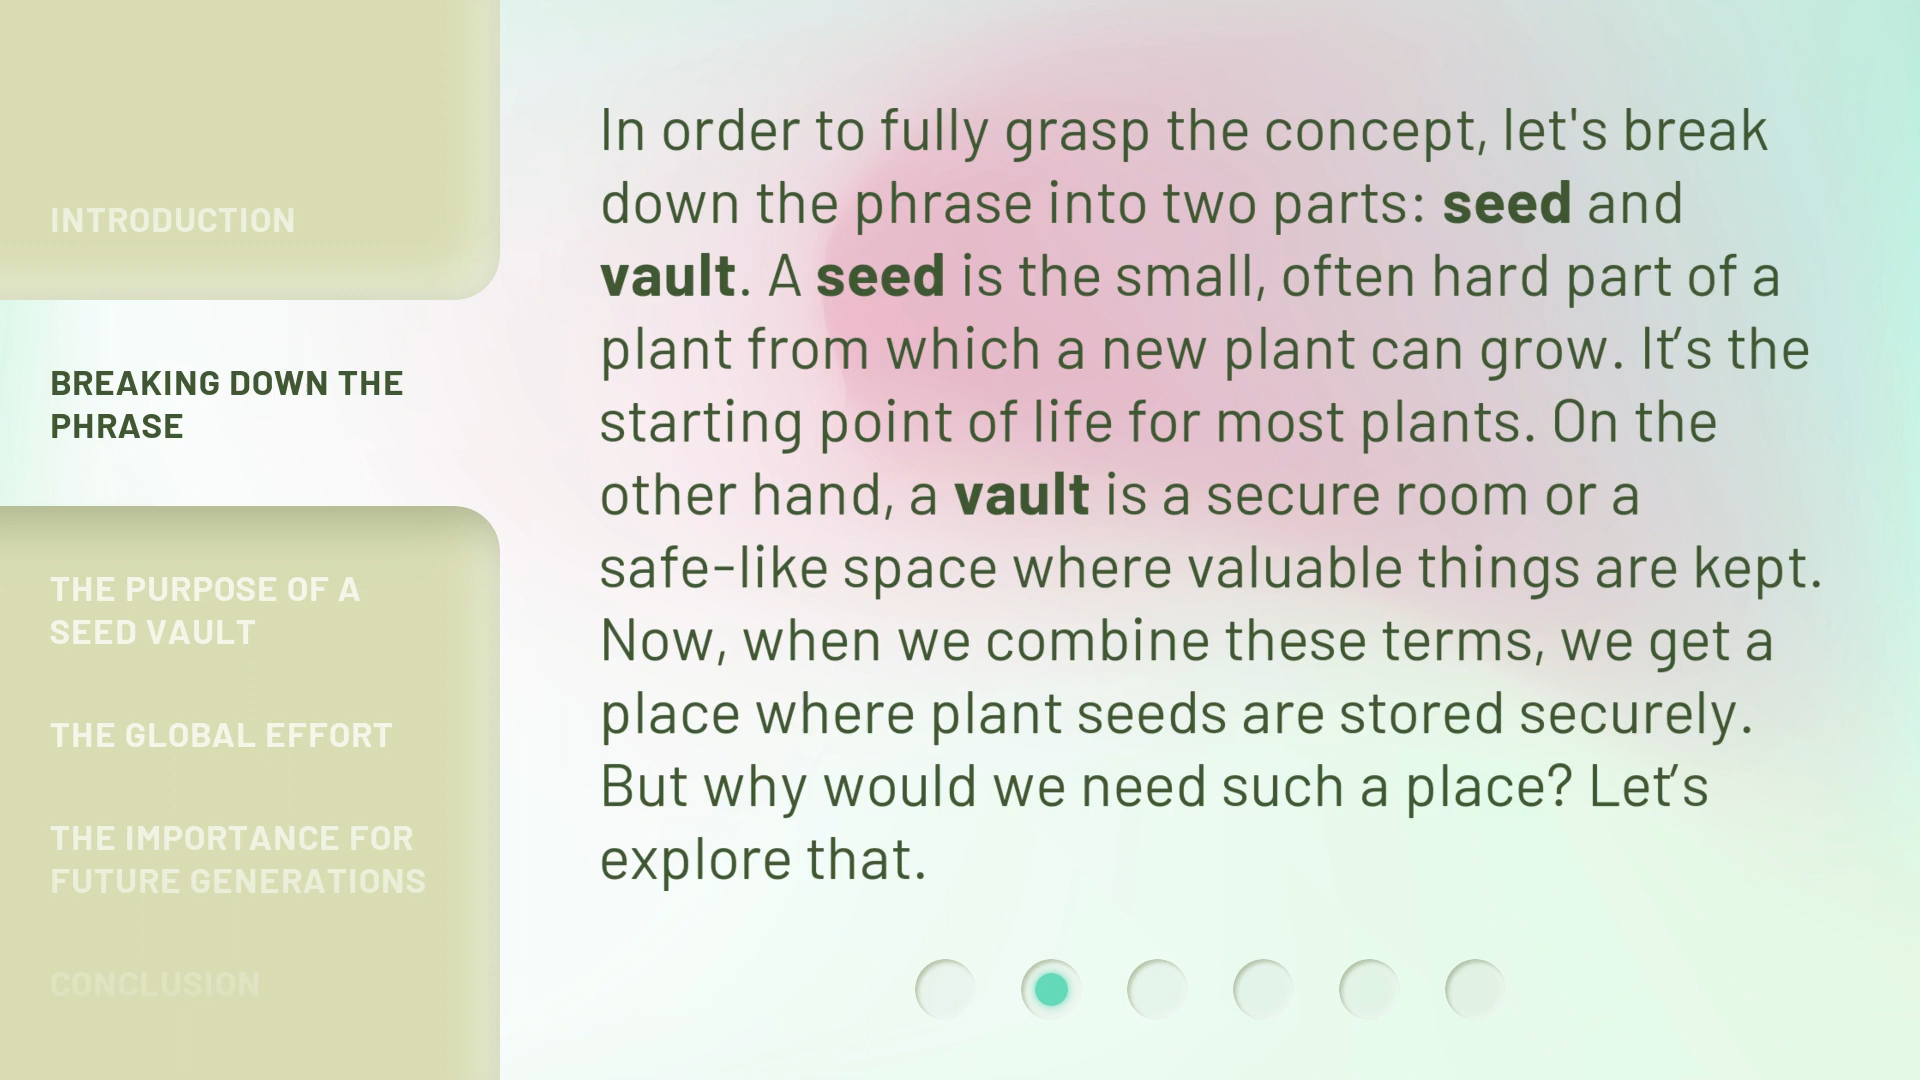 INTRODUCTION
BREAKING DOWN THE
PHRASE
THE PURPOSE OF A
SEED VAULT
THE GLOBAL EFFORT
THE IMPORTANCE FOR
FUTURE GENERATIONS
CONCLUSION
In order to fully grasp the concept, let's break
down the phrase into two parts: seed and
vault. A seed is the small, often hard part of a
plant from which a new plant can grow. It’s the
starting point of life for most plants. On the
other hand, a vault is a secure room or a
safe-like space where valuable things are kept.
Now, when we combine these terms, we get a
place where plant seeds are stored securely.
But why would we need such a place? Let’s
explore that.